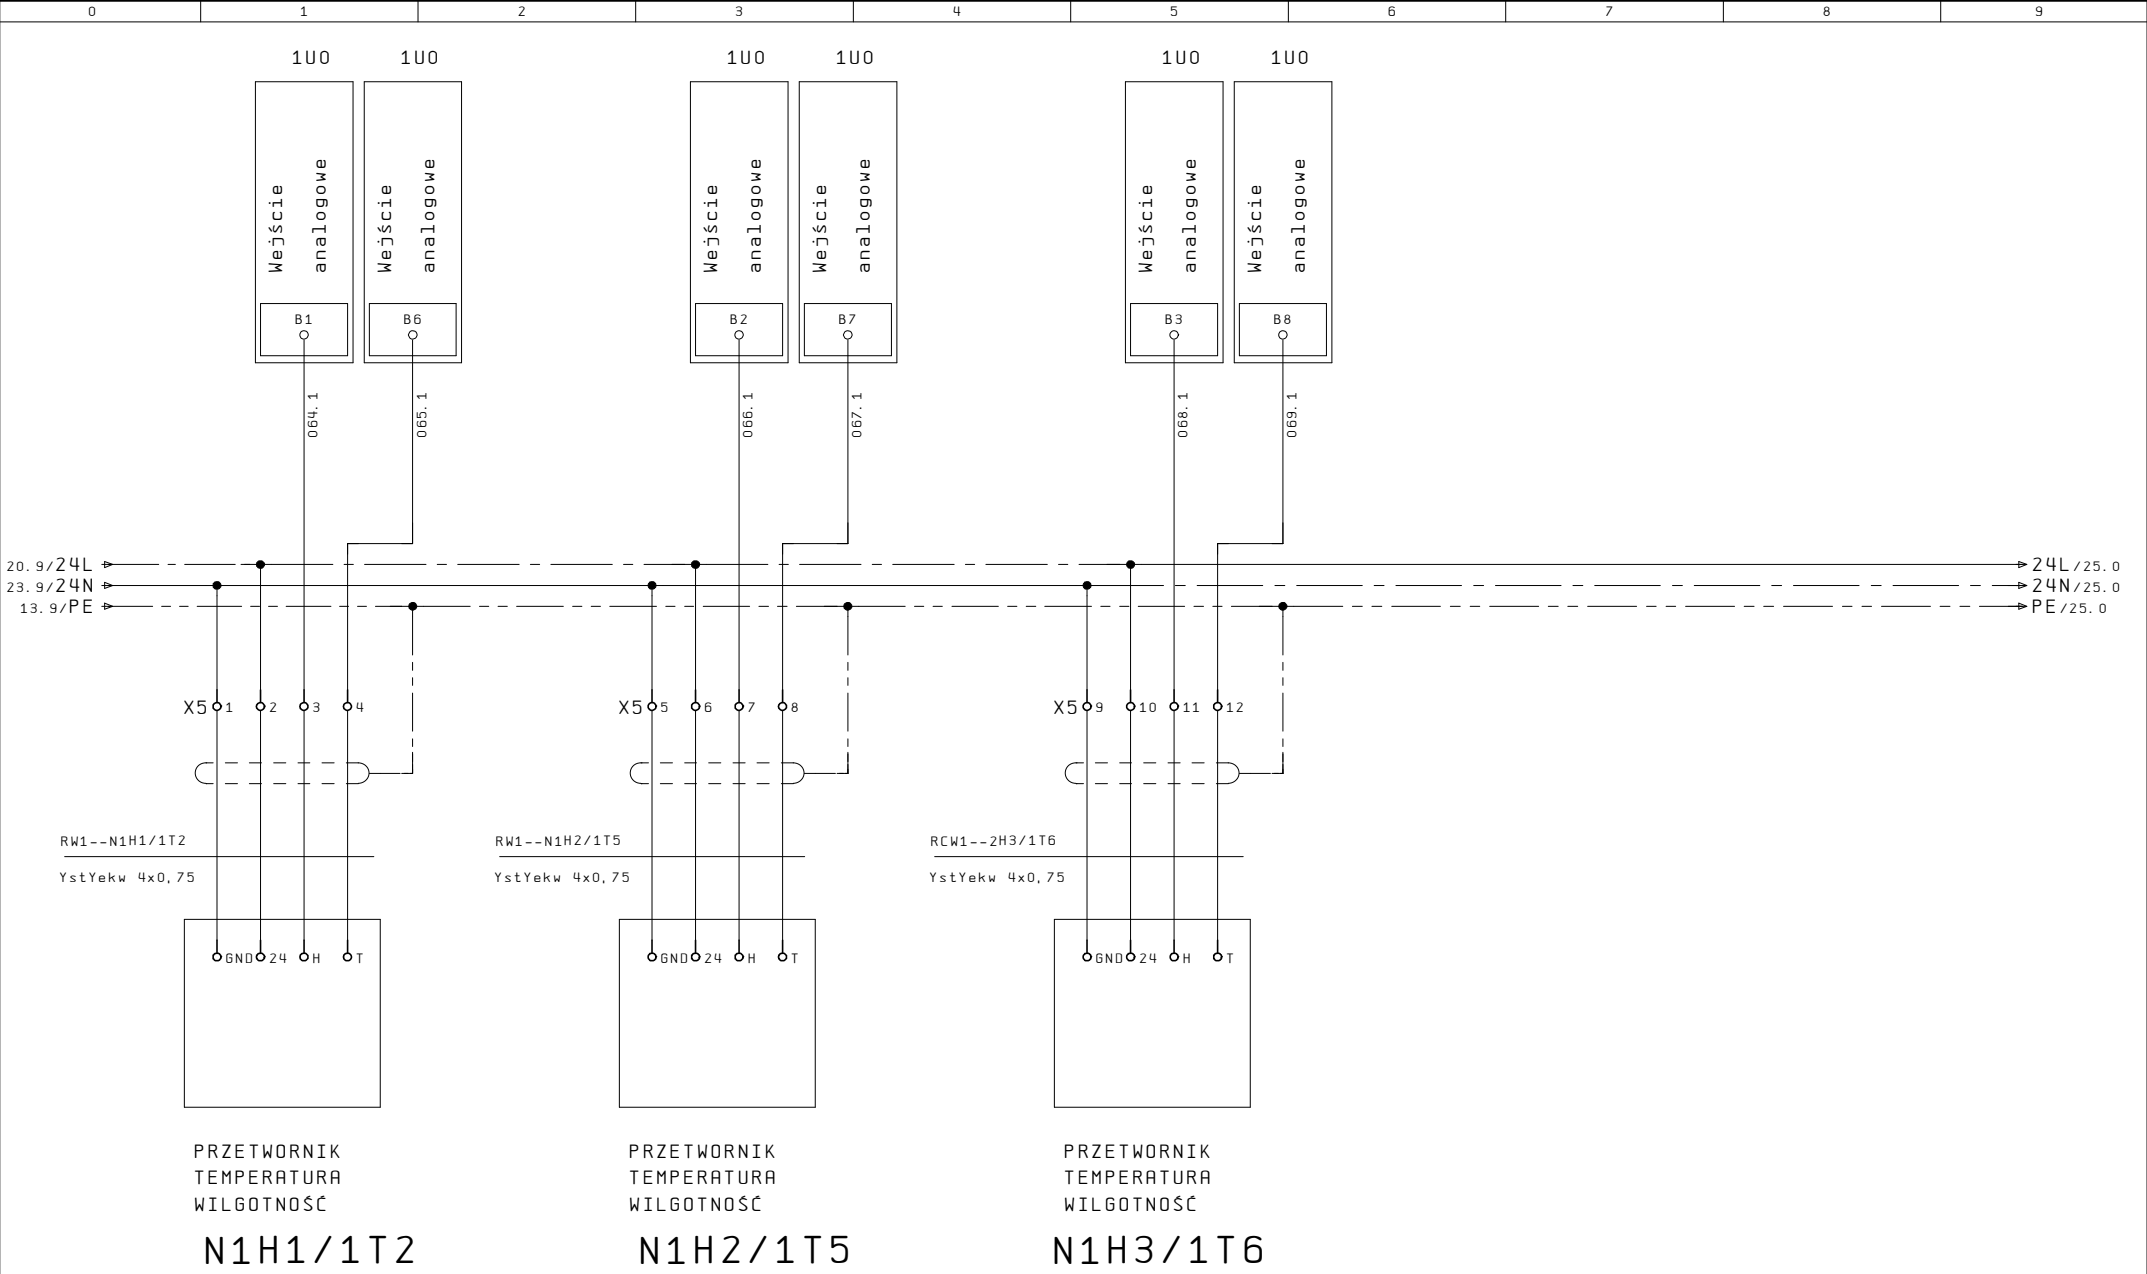 0 1 2 3 4 5 6 7 8 9
1U0 1U0 1U0 1U0 1U0 1U0
Wejście
analogowe
Wejście
analogowe
Wejście
analogowe
Wejście
analogowe
Wejście
analogowe
Wejście
analogowe
B1 B6 B2 B7 B3 B8
064.1 065.1 066.1 067.1 068.1 069.1
20.9/24L 24L/25.0
23.9/24N 24N/25.0
13.9/PE PE/25.0
X5 1 2 3 4 X5 5 6 7 8 X5 9 10 11 12
RW1--N1H1/1T2 RW1--N1H2/1T5 RCW1--2H3/1T6
YstYekw 4x0,75 YstYekw 4x0,75 YstYekw 4x0,75
GND 24 H T GND 24 H T GND 24 H T
PRZETWORNIK
TEMPERATURA
WILGOTNOŚĆ
N1H1/1T2
PRZETWORNIK
TEMPERATURA
WILGOTNOŚĆ
N1H2/1T5
PRZETWORNIK
TEMPERATURA
WILGOTNOŚĆ
N1H3/1T6